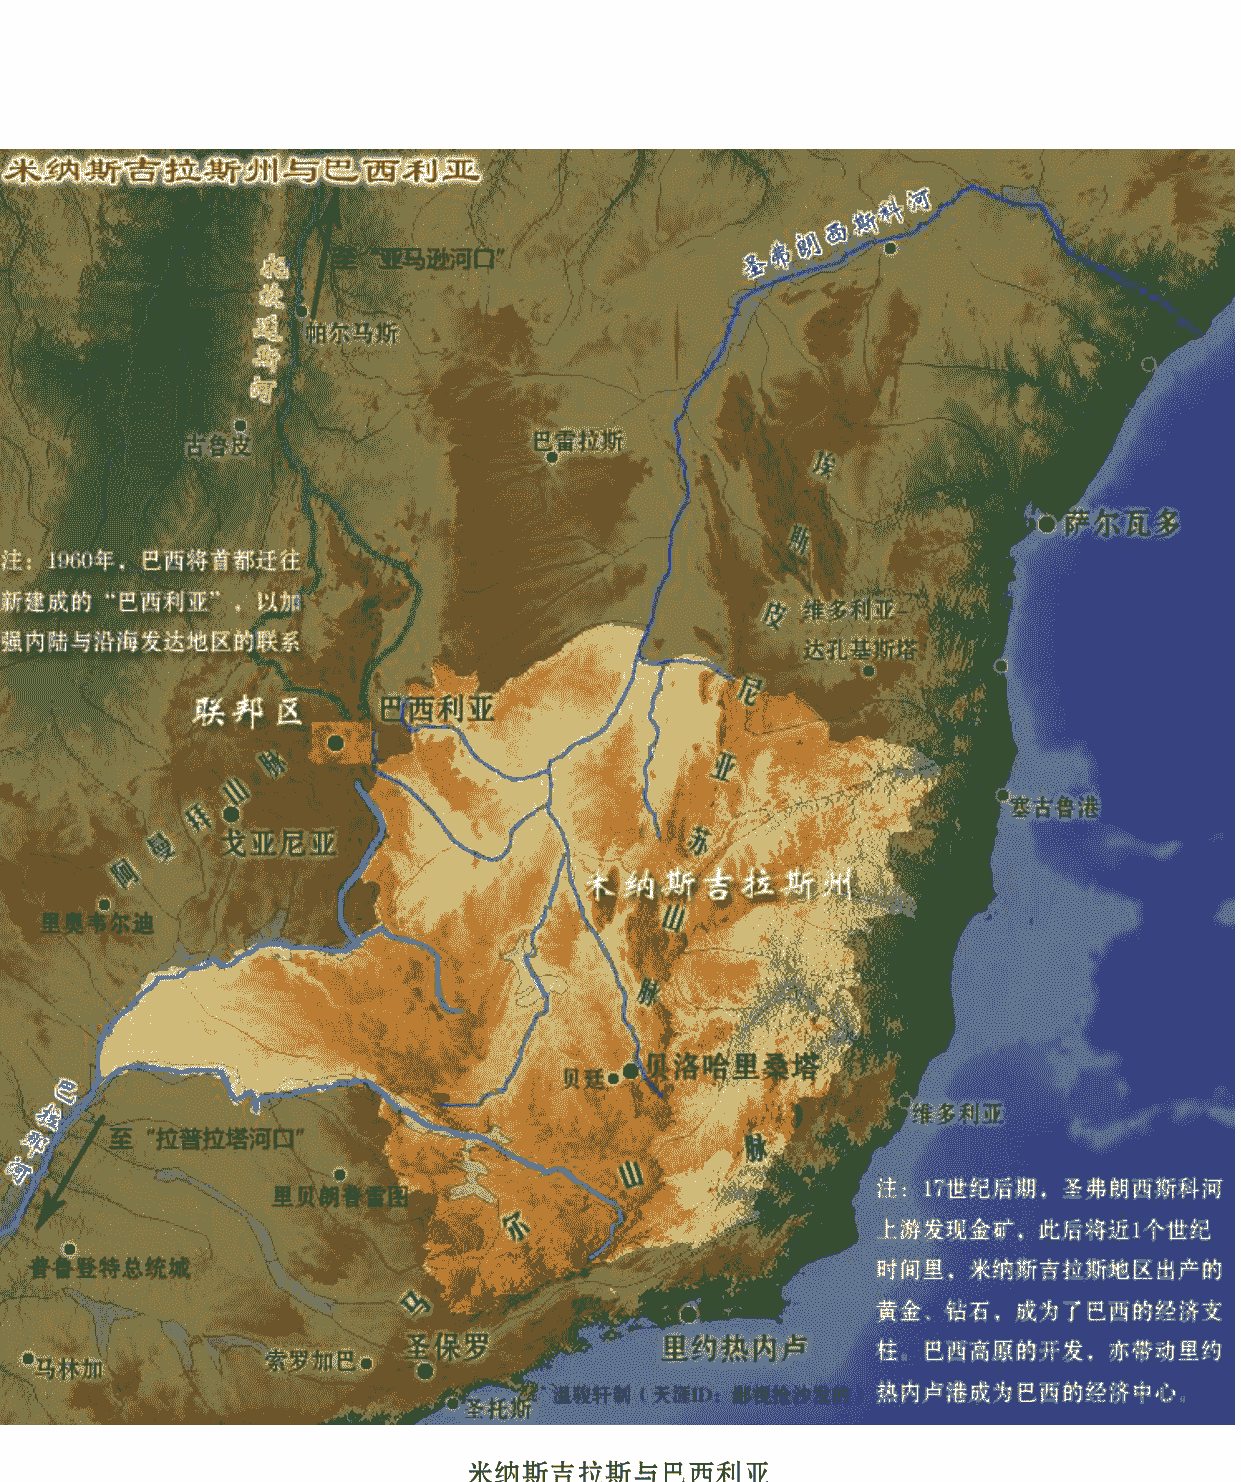 米纳斯吉拉斯州与巴西利亚
圣弗朗西斯科河
至“亚马逊河口”
托坎廷斯河
帕尔马斯
古鲁皮
巴雷拉斯
埃斯皮尼亚苏山脉
萨尔瓦多
注：1960年，巴西将首都迁往
新建成的“巴西利亚”，以加
强内陆与沿海发达地区的联系
维多利亚
达孔基斯塔
联邦区
巴西利亚
阿曼拜山脉
戈亚尼亚
塞古鲁港
米纳斯吉拉斯州
里奥韦尔迪
贝廷
贝洛哈里桑塔
维多利亚
巴拉那河
至“拉普拉塔河口”
里贝朗普雷图
马尔山脉
普鲁登特总统城
注：17世纪后期，圣弗朗西斯科河
上游发现金矿，此后将近1个世纪
时间里，米纳斯吉拉斯地区出产的
黄金、钻石，成为了巴西的经济支
柱。巴西高原的开发，亦带动里约
热内卢港成为巴西的经济中心。
马林加
索罗加巴
圣保罗
里约热内卢
圣托斯
米纳斯吉拉斯与巴西利亚